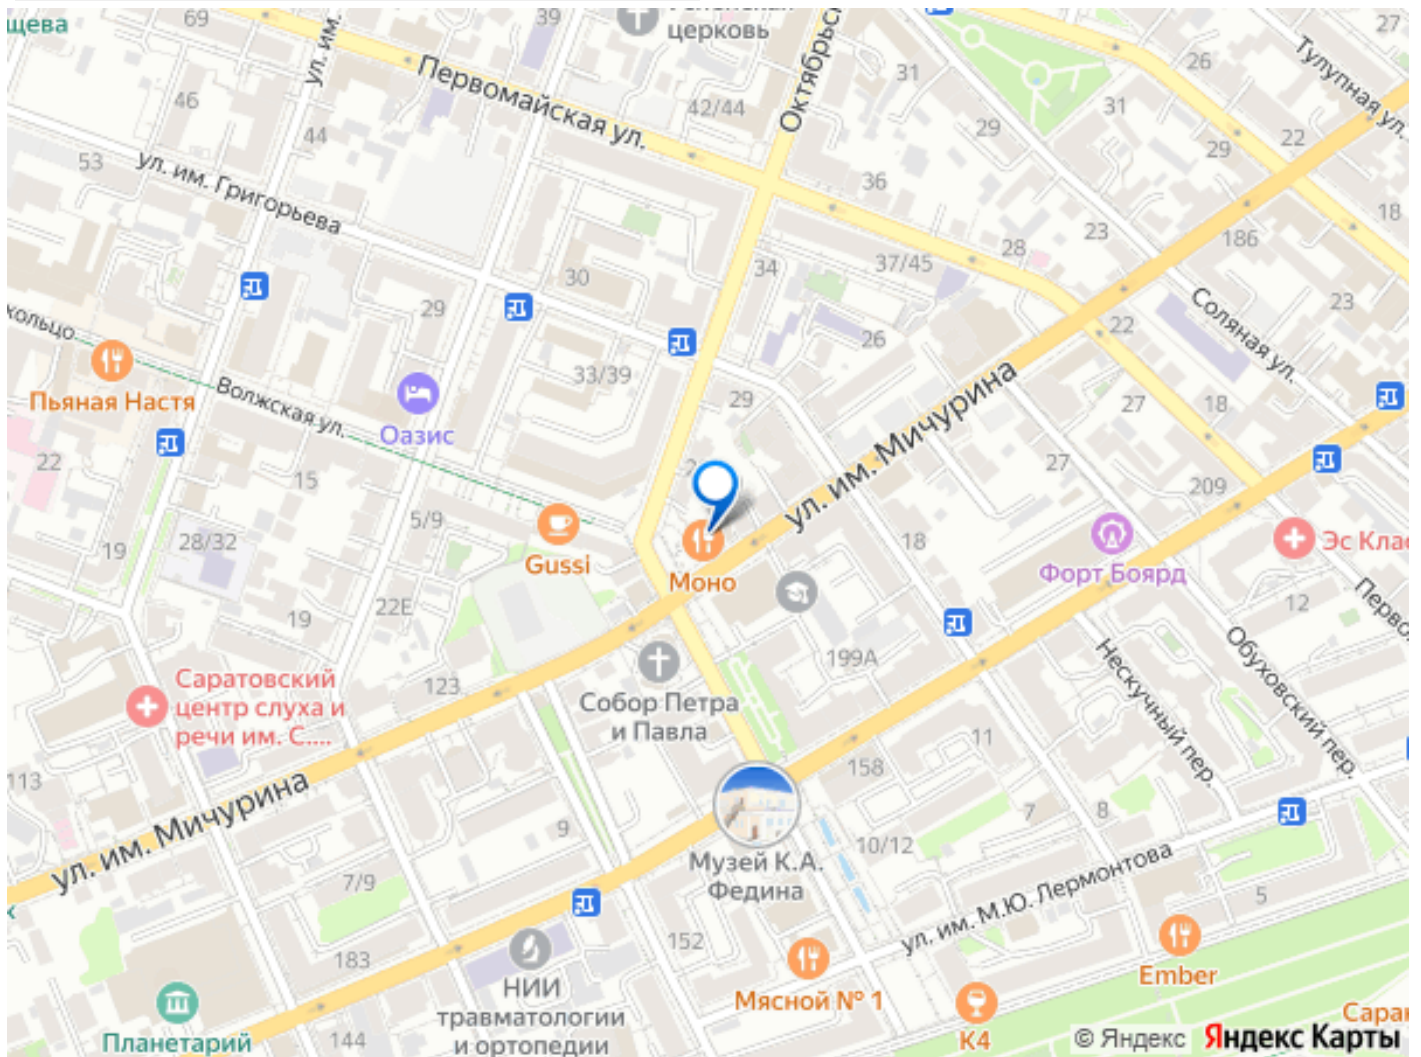 щева
69
ул. им.
39
церковь
Октябрьс
27
26
Тулупная ул.
31
Первомайская ул.
42/44
46
44
29
31
22
29
53
ул. им. Григорьева
36
18
23
186
28
34
37/45
30
29
Соляная ул.
23
22
кольцо
26
33/39
Пьяная Настя
Волжская ул.
Оазис
29
27
18
ул. им. Мичурина
22
15
27
209
5/9
Gussi
28/32
19
Моно
18
Форт Боярд
Эс Клас
12
22Е
19
Перво
199А
Обуховский пер.
Нескучный пер.
Саратовский
центр слуха и
речи им. С....
123
Собор Петра
и Павла
11
158
113
ул. им. Мичурина
7
8
9
10/12
Музей К.А.
Федина
7/9
ул. им. М.Ю. Лермонтова
5
152
183
НИИ
травматологии
и ортопедии
Мясной № 1
Ember
К4
Саран
Планетарий
144
© Яндекс Яндекс Карты